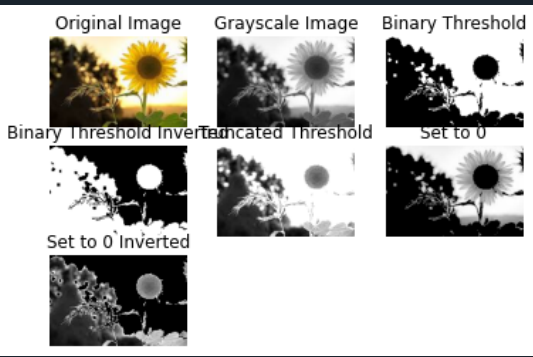 Original Image
Grayscale Image
Binary Threshold
Binary Threshold Inverted
Truncated Threshold
Set to 0
Set to 0 Inverted